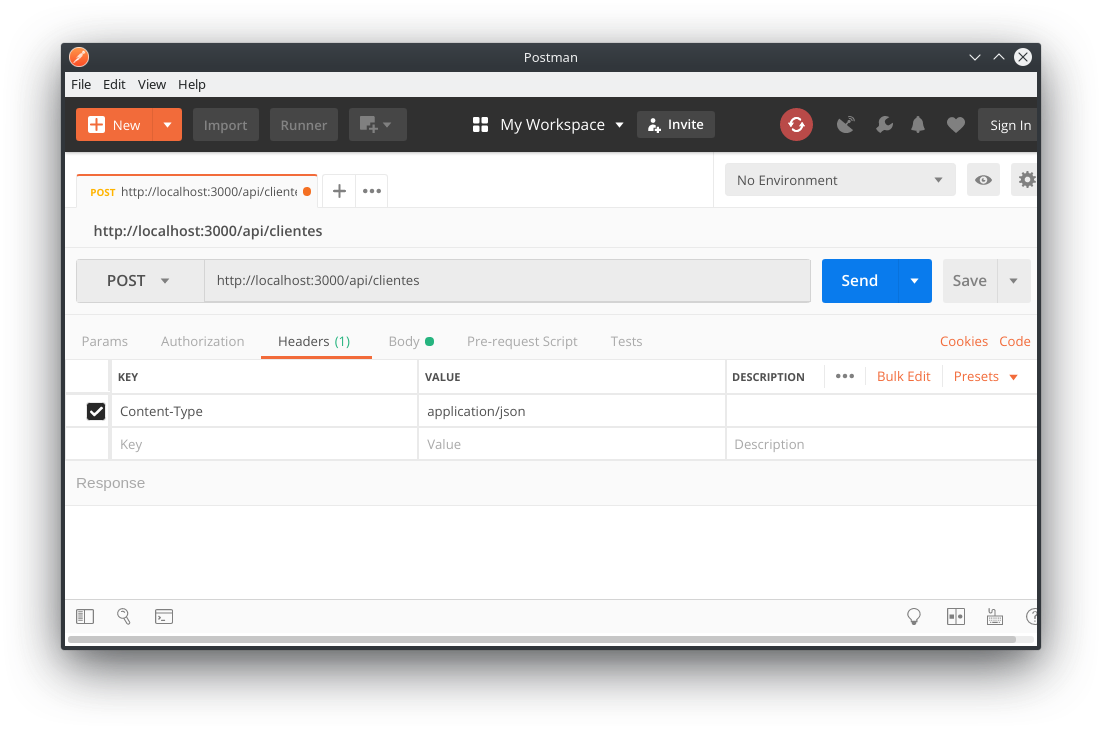 Postman
File Edit View Help
New Import Runner My Workspace Invite Sign In
POST http://localhost:3000/api/cliente No Environment
http://localhost:3000/api/clientes
POST http://localhost:3000/api/clientes Send Save
Params Authorization Headers (1) Body Pre-request Script Tests Cookies Code
KEY VALUE DESCRIPTION Bulk Edit Presets
Content-Type application/json
Key Value Description
Response